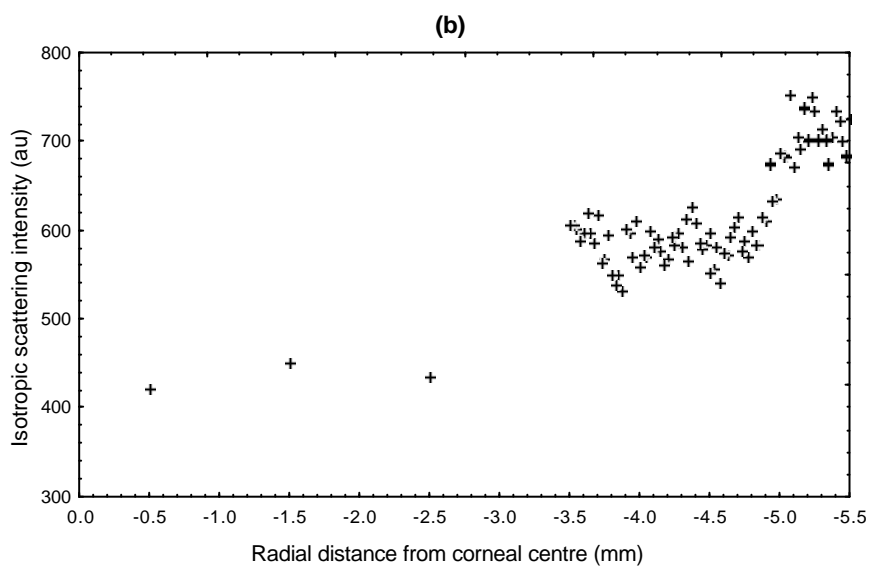 (b)
800
700
600
500
400
300
Isotropic scattering intensity (au)
0.0 -0.5 -1.5 -1.5 -2.0 -2.5 -3.0 -3.5 -4.0 -4.5 -5.0 -5.5
Radial distance from corneal centre (mm)